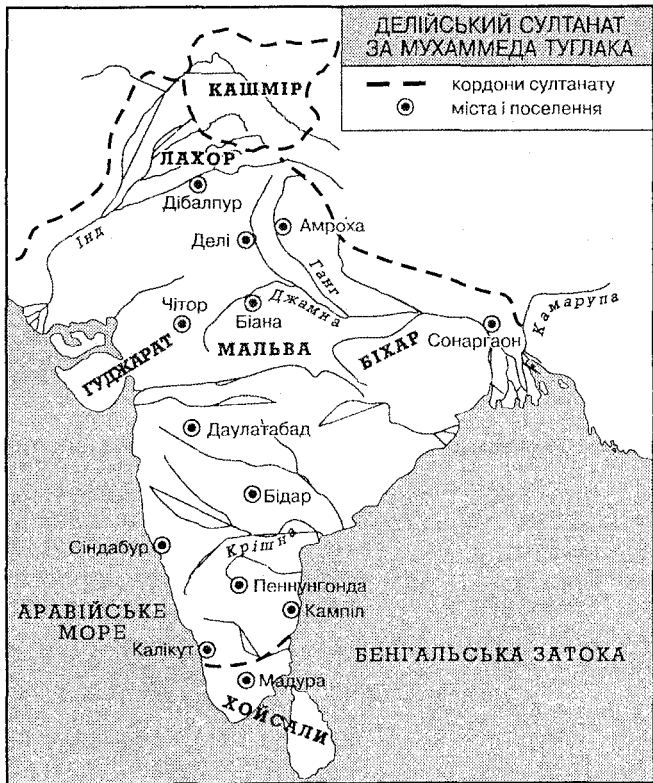 ДЕЛІЙСЬКИЙ СУЛТАНАТ
ЗА МУХАММЕДА ТУГЛАКА
кордони султанату
міста і поселення
КАШМІР
ЛАХОР
Дібалпур
Інд
Делі
Амроха
Ганг
Джамна
Чітор
Біана
Сонаргаон
Камарупа
ГУДЖАРАТ
МАЛЬВА
БІХАР
Даулатабад
Бідар
Сіндабур
Крішна
Пеннунгонда
Кампіл
АРАВІЙСЬКЕ
МОРЕ
Калікут
БЕНГАЛЬСЬКА ЗАТОКА
Мадура
ХОЙСАЛИ